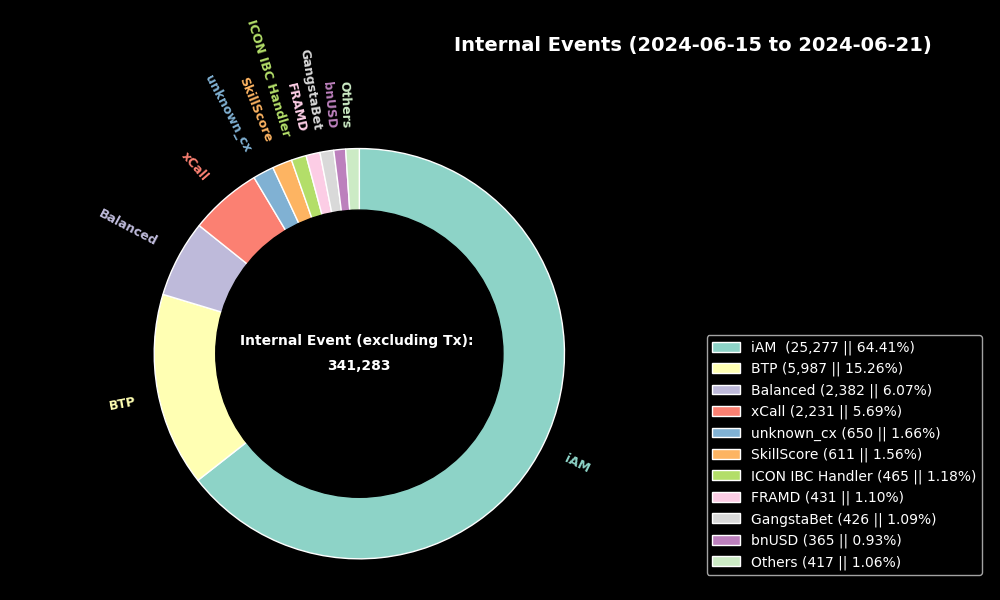 Internal Events (2024-06-15 to 2024-06-21)
Others
bnUSD
GangstaBet
FRAMD
ICON IBC Handler
SkillScore
unknown_cx
xCall
Balanced
BTP
iAM
Internal Event (excluding Tx):
341,283
iAM  (25,277 || 64.41%)
BTP (5,987 || 15.26%)
Balanced (2,382 || 6.07%)
xCall (2,231 || 5.69%)
unknown_cx (650 || 1.66%)
SkillScore (611 || 1.56%)
ICON IBC Handler (465 || 1.18%)
FRAMD (431 || 1.10%)
GangstaBet (426 || 1.09%)
bnUSD (365 || 0.93%)
Others (417 || 1.06%)